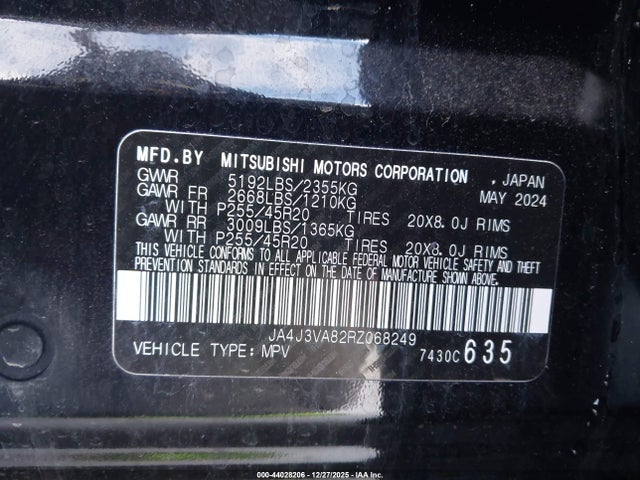 MFD.BY MITSUBISHI MOTORS CORPORATION , JAPAN
GVWR 5192LBS/2355KG MAY 2024
GAWR FR 2668LBS/1210KG
WITH P255/45R20 TIRES 20X8.0J RIMS
GAWR RR 3009LBS/1365KG
WITH P255/45R20 TIRES 20X8.0J RIMS
THIS VEHICLE CONFORMS TO ALL APPLICABLE FEDERAL MOTOR VEHICLE SAFETY AND THEFT
PREVENTION STANDARDS IN EFFECT ON THE DATE OF MANUFACTURE SHOWN ABOVE.
JA4J3VA82RZ068249
VEHICLE TYPE: MPV 7430C 635
000-44028206 - 12/27/2025 - IAA Inc.